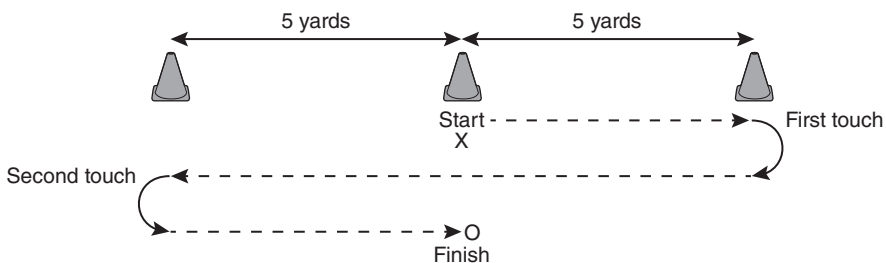 5 yards 5 yards
Start First touch
X
Second touch
O
Finish